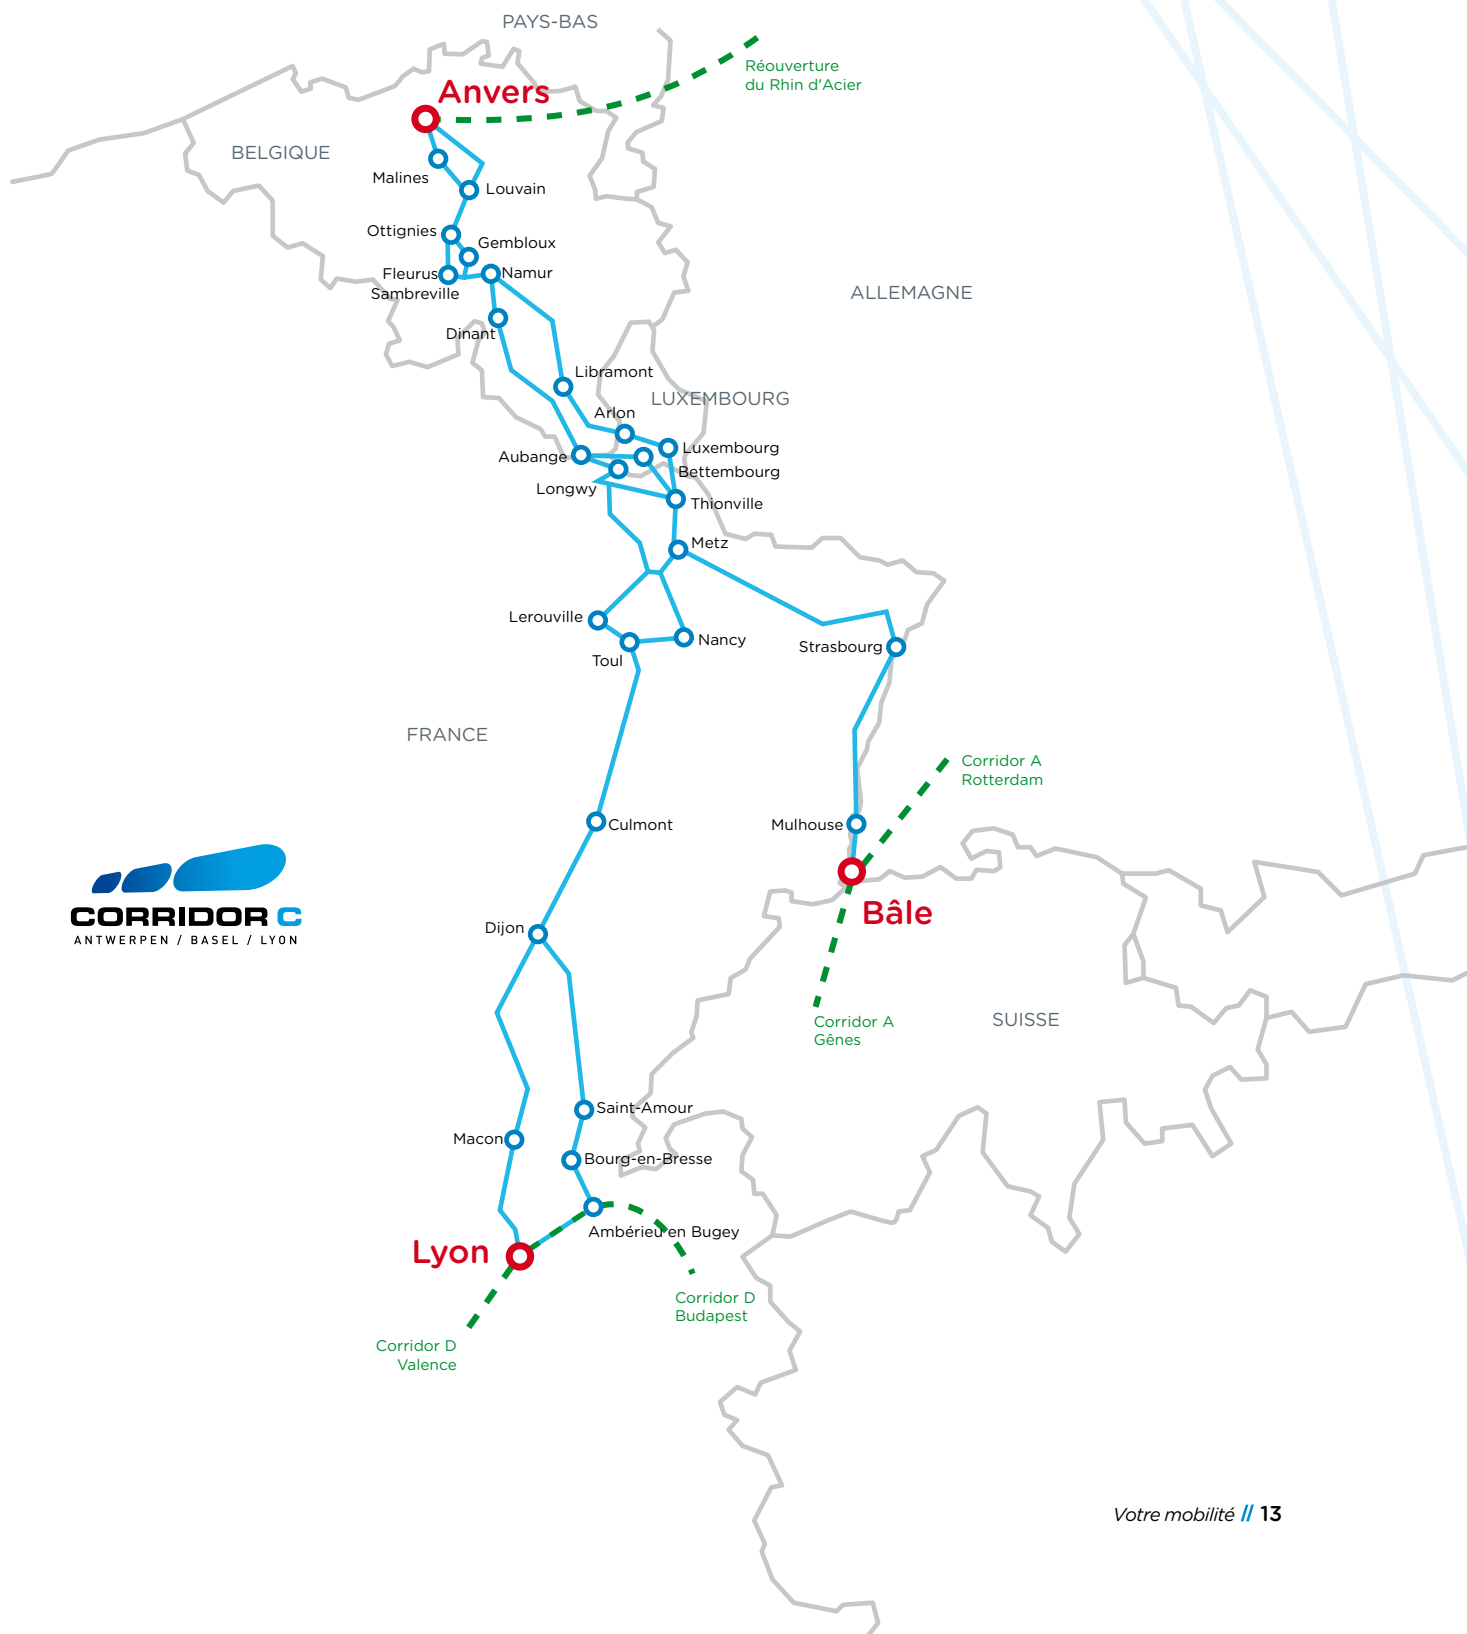 PAYS-BAS
Réouverture
du Rhin d'Acier
Anvers
BELGIQUE
Malines
Louvain
Ottignies
Gembloux
Fleurus
Namur
Sambreville
ALLEMAGNE
Dinant
Libramont
LUXEMBOURG
Arlon
Luxembourg
Aubange
Bettembourg
Longwy
Thionville
Metz
Lerouville
Nancy
Strasbourg
Toul
FRANCE
Corridor A
Rotterdam
Culmont
Mulhouse
Bâle
CORRIDOR C
ANTWERPEN / BASEL / LYON
Dijon
Corridor A
Gênes
SUISSE
Saint-Amour
Macon
Bourg-en-Bresse
Ambérieu en Bugey
Lyon
Corridor D
Budapest
Corridor D
Valence
Votre mobilité // 13